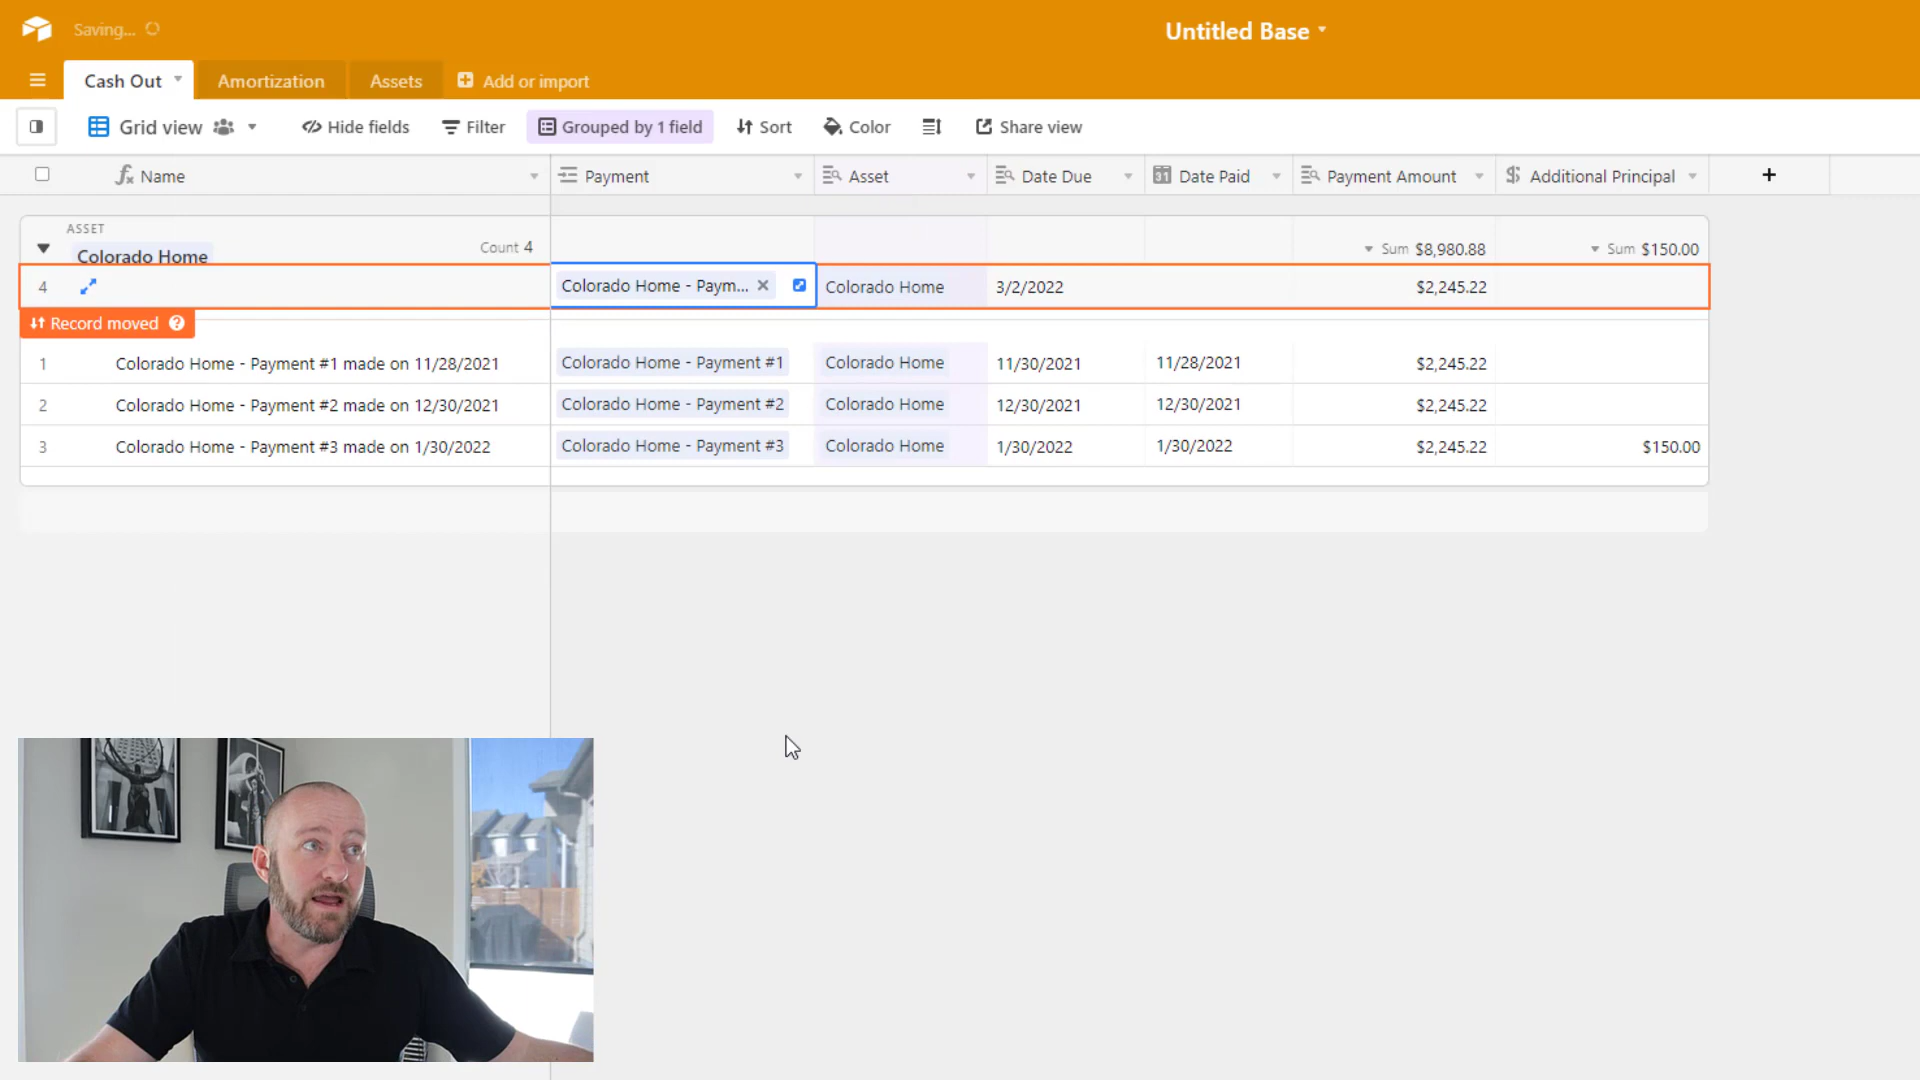 Saving...
Untitled Base
Cash Out
Amortization
Assets
Add or import
Grid view
Hide fields
Filter
Grouped by 1 field
Sort
Color
Share view
Name
Payment
Asset
Date Due
Date Paid
Payment Amount
Additional Principal
ASSET
Colorado Home
Count 4
Sum $8,980.88
Sum $150.00
4 Colorado Home - Paym... Colorado Home 3/2/2022 $2,245.22
Record moved
1 Colorado Home - Payment #1 made on 11/28/2021 Colorado Home - Payment #1 Colorado Home 11/30/2021 11/28/2021 $2,245.22
2 Colorado Home - Payment #2 made on 12/30/2021 Colorado Home - Payment #2 Colorado Home 12/30/2021 12/30/2021 $2,245.22
3 Colorado Home - Payment #3 made on 1/30/2022 Colorado Home - Payment #3 Colorado Home 1/30/2022 1/30/2022 $2,245.22 $150.00